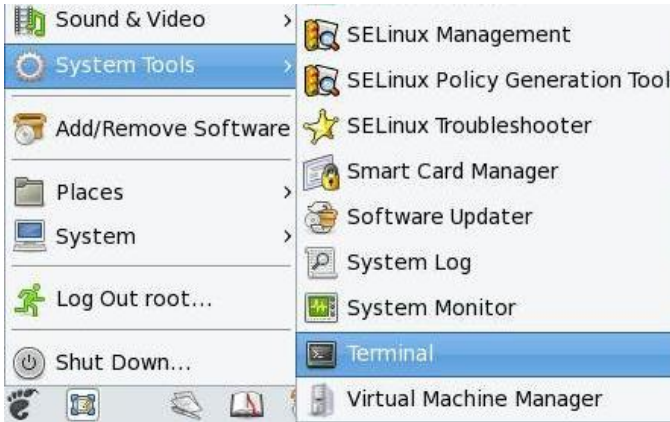 Sound & Video
System Tools
Add/Remove Software
Places
System
Log Out root...
Shut Down...
SELinux Management
SELinux Policy Generation Tool
SELinux Troubleshooter
Smart Card Manager
Software Updater
System Log
System Monitor
Terminal
Virtual Machine Manager